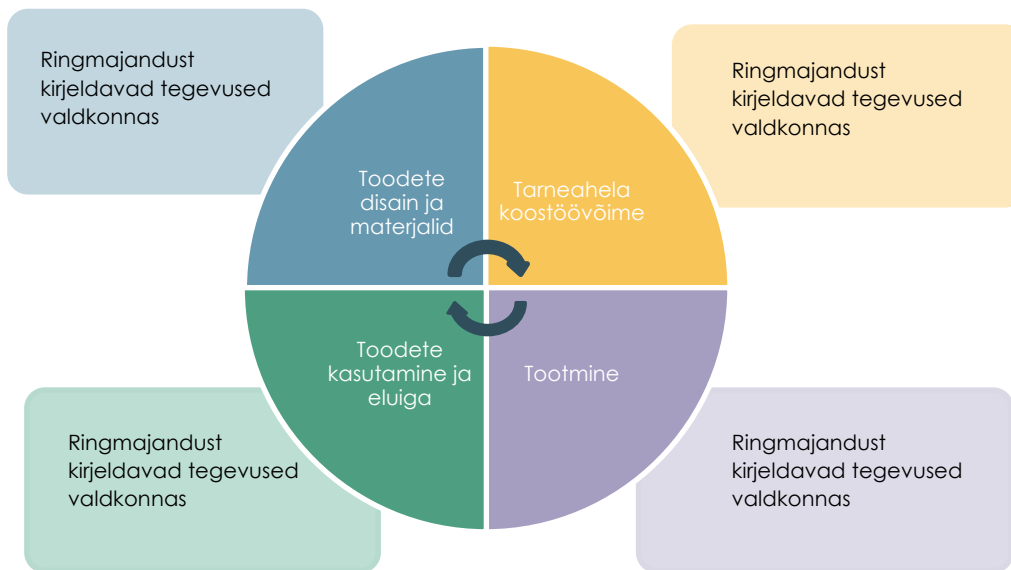 Ringmajandust
kirjeldavad tegevused
valdkonnas
Ringmajandust
kirjeldavad tegevused
valdkonnas
Toodete
disain ja
materjalid
Tarneahela
koostöövõime
Toodete
kasutamine ja
eluiga
Tootmine
Ringmajandust
kirjeldavad tegevused
valdkonnas
Ringmajandust
kirjeldavad tegevused
valdkonnas